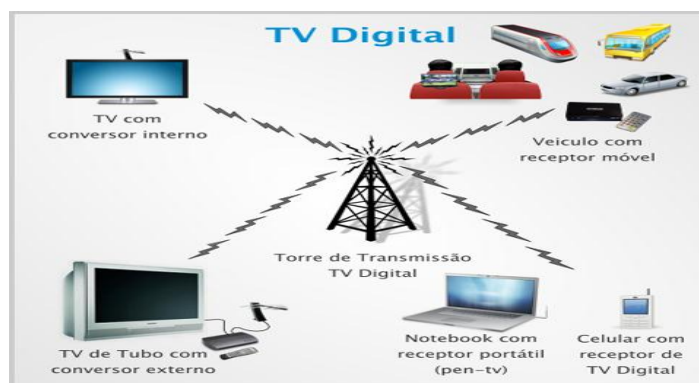 TV Digital
TV com
conversor interno
Veiculo com
receptor móvel
Torre de Transmissão
TV Digital
TV de Tubo com
conversor externo
Notebook com
receptor portátil
(pen-tv)
Celular com
receptor de
TV Digital